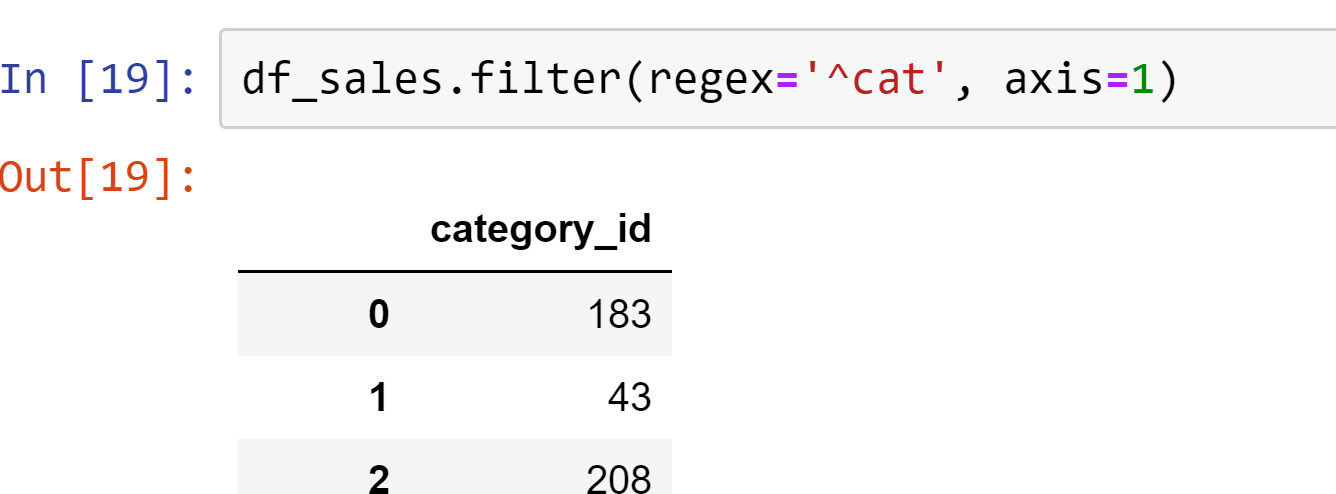 In [19]: df_sales.filter(regex='^cat', axis=1)
Out[19]:
category_id
0 183
1 43
2 208